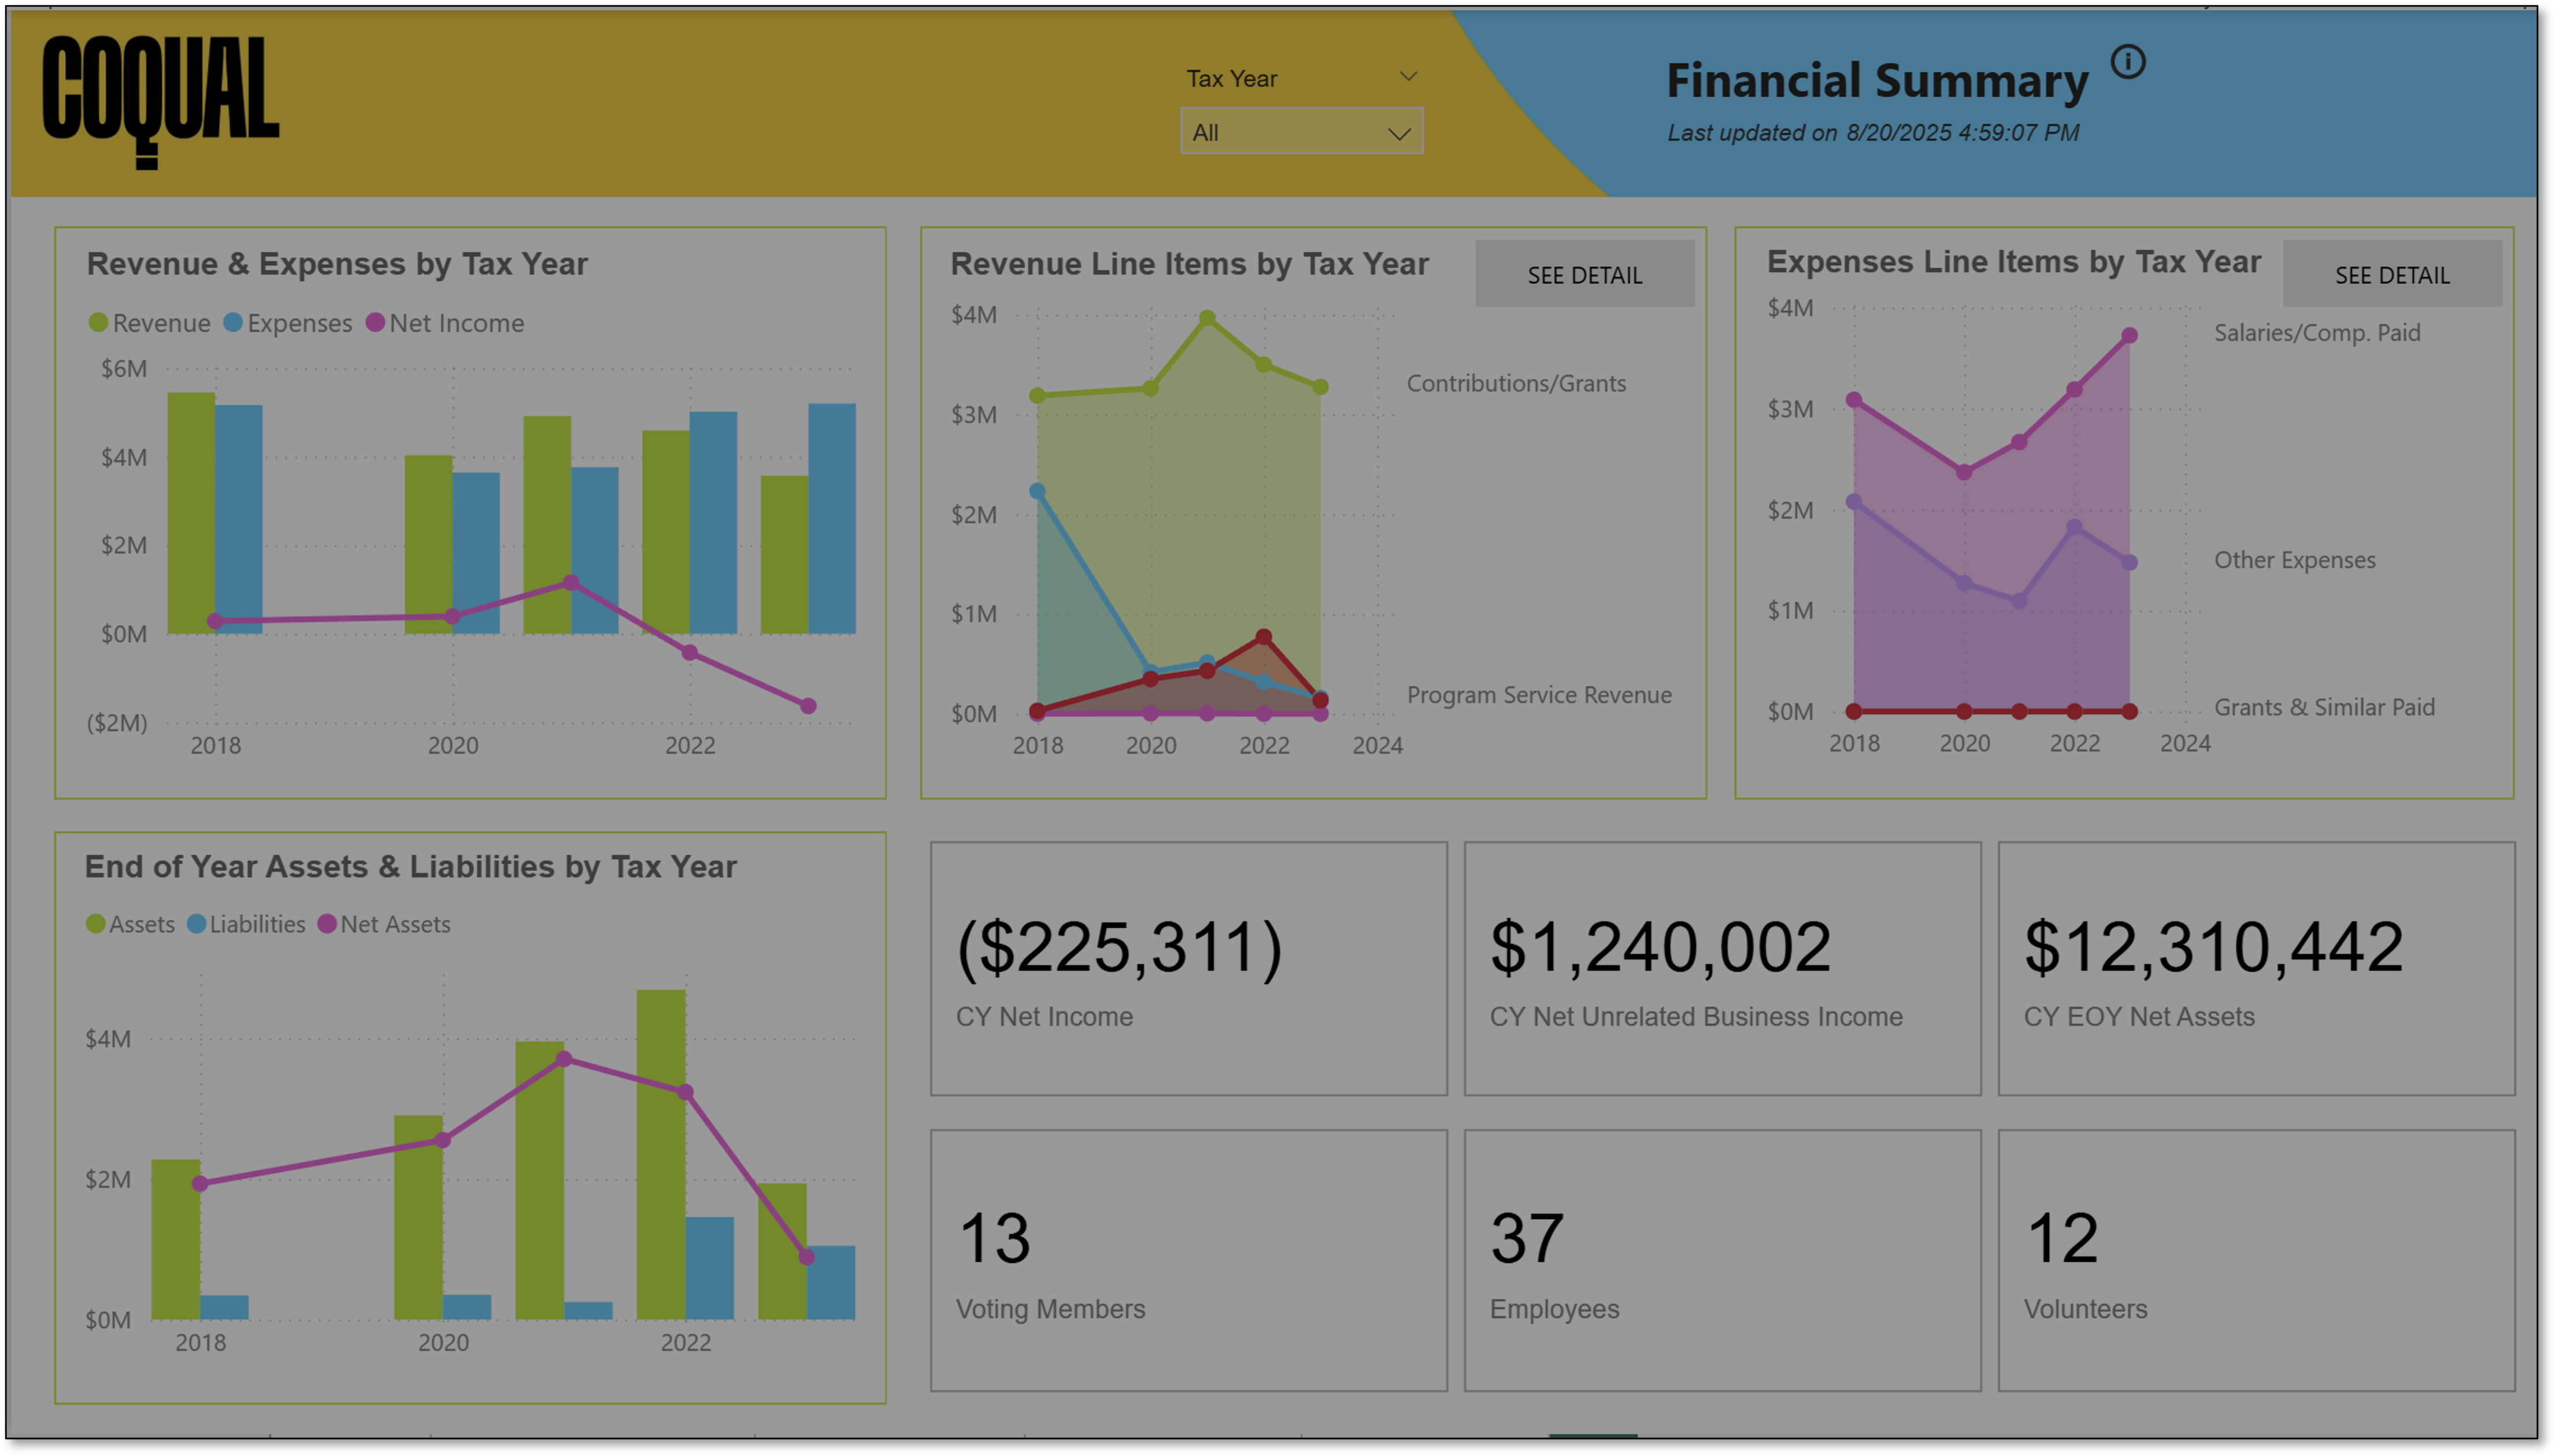 COQUAL
Tax Year
All
Financial Summary
Last updated on 8/20/2025 4:59:07 PM
Revenue & Expenses by Tax Year
Revenue Expenses Net Income
$6M
$4M
$2M
$0M
($2M)
2018 2020 2022
Revenue Line Items by Tax Year
SEE DETAIL
$4M
$3M
$2M
$1M
$0M
Contributions/Grants
Program Service Revenue
2018 2020 2022 2024
Expenses Line Items by Tax Year
SEE DETAIL
$4M
$3M
$2M
$1M
$0M
Salaries/Comp. Paid
Other Expenses
Grants & Similar Paid
2018 2020 2022 2024
End of Year Assets & Liabilities by Tax Year
Assets Liabilities Net Assets
$4M
$2M
$0M
2018 2020 2022
($225,311)
CY Net Income
$1,240,002
CY Net Unrelated Business Income
$12,310,442
CY EOY Net Assets
13
Voting Members
37
Employees
12
Volunteers